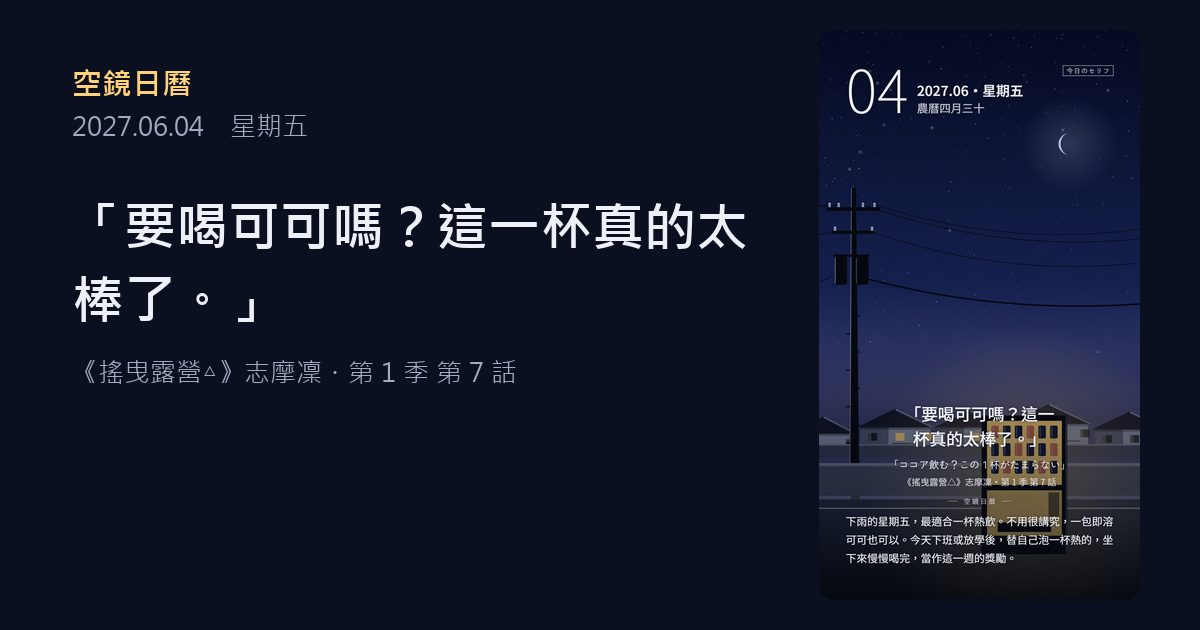 空鏡日曆
2027.06.04 星期五
「要喝可可嗎？這一杯真的太
棒了。」
《搖曳露營△》志摩凜・第 1 季 第 7 話
04
2027.06・星期五
農曆四月三十
今日のセリフ
「要喝可可嗎？這一
杯真的太棒了。」
「ココア飲む？この１杯がたまらない」
《搖曳露營△》志摩凜・第 1 季 第 7 話
— 空鏡日曆 —
下雨的星期五，最適合一杯熱飲。不用很講究，一包即溶
可可也可以。今天下班或放學後，替自己泡一杯熱的，坐
下來慢慢喝完，當作這一週的獎勵。